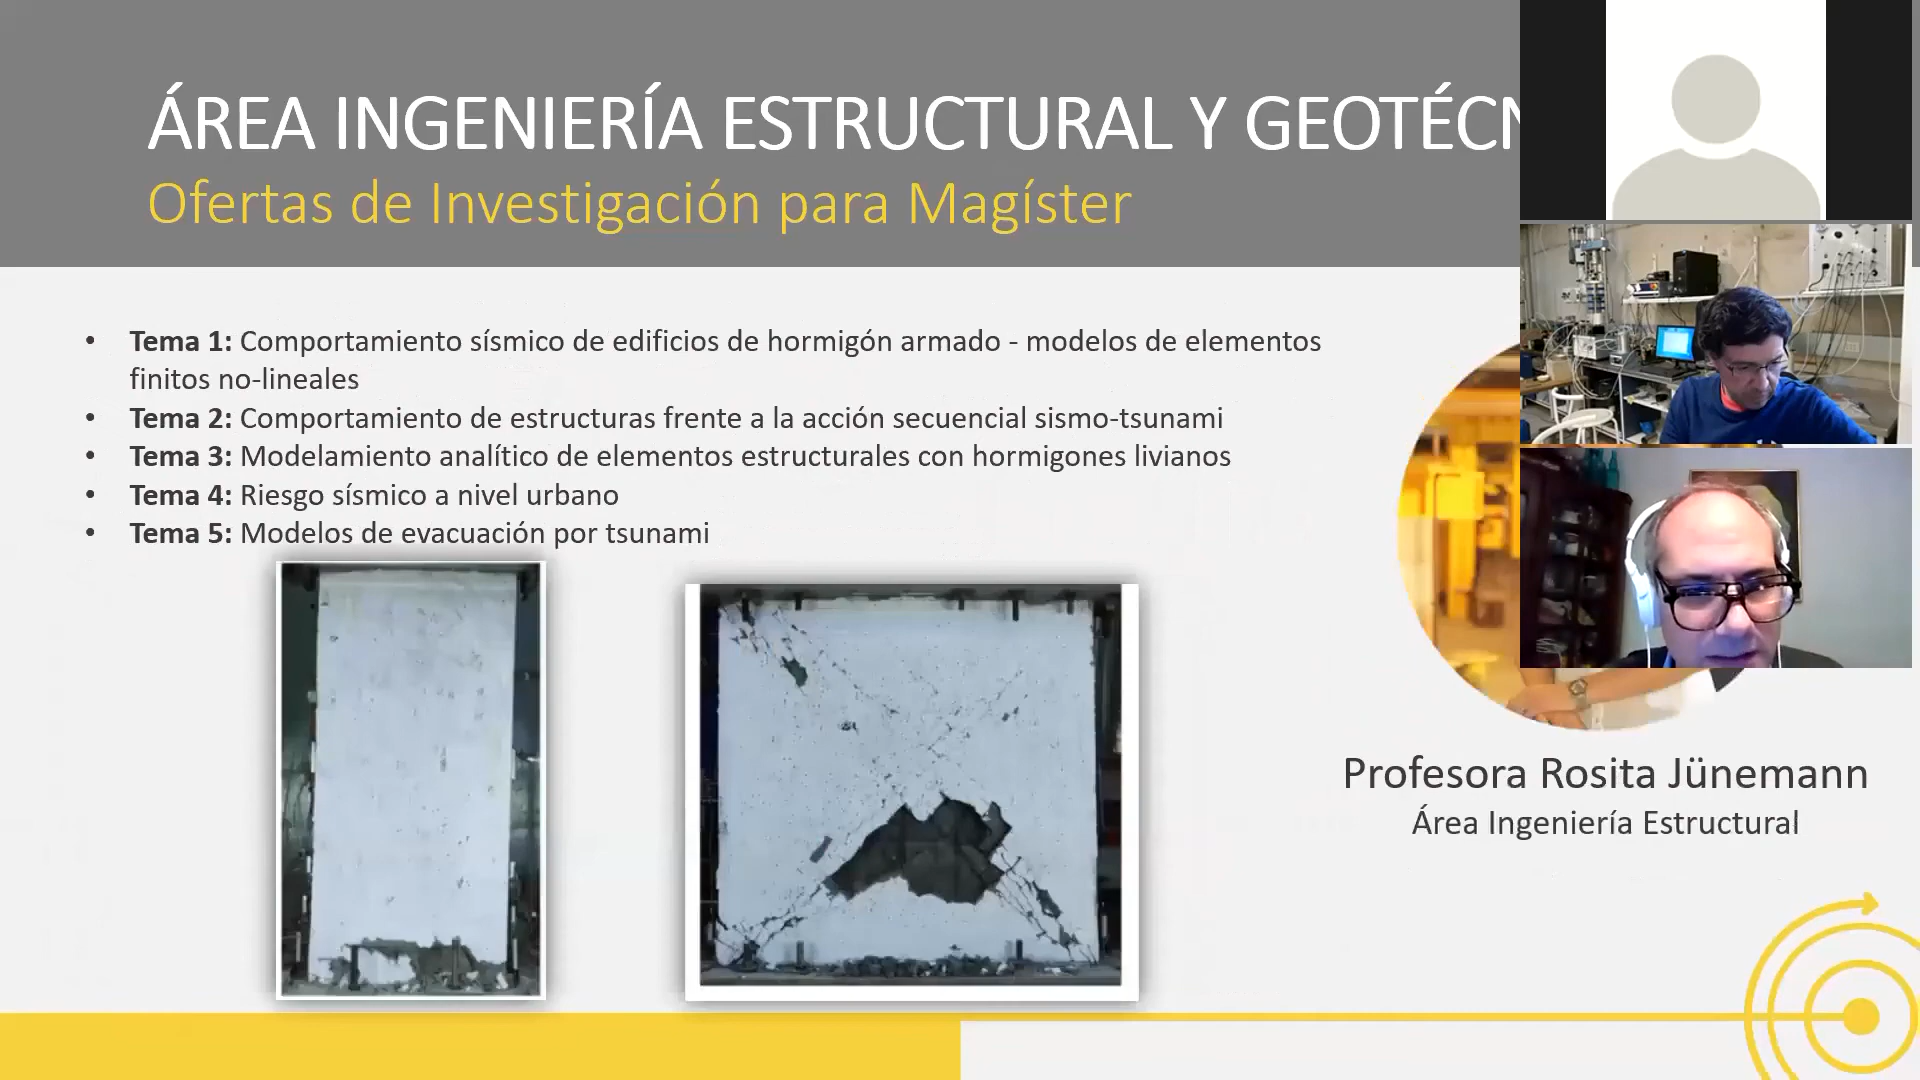 ÁREA INGENIERÍA ESTRUCTURAL Y GEOTÉCN
Ofertas de Investigación para Magíster
• Tema 1: Comportamiento sísmico de edificios de hormigón armado - modelos de elementos
finitos no-lineales
• Tema 2: Comportamiento de estructuras frente a la acción secuencial sismo-tsunami
• Tema 3: Modelamiento analítico de elementos estructurales con hormigones livianos
• Tema 4: Riesgo sísmico a nivel urbano
• Tema 5: Modelos de evacuación por tsunami
Profesora Rosita Jünemann
Área Ingeniería Estructural